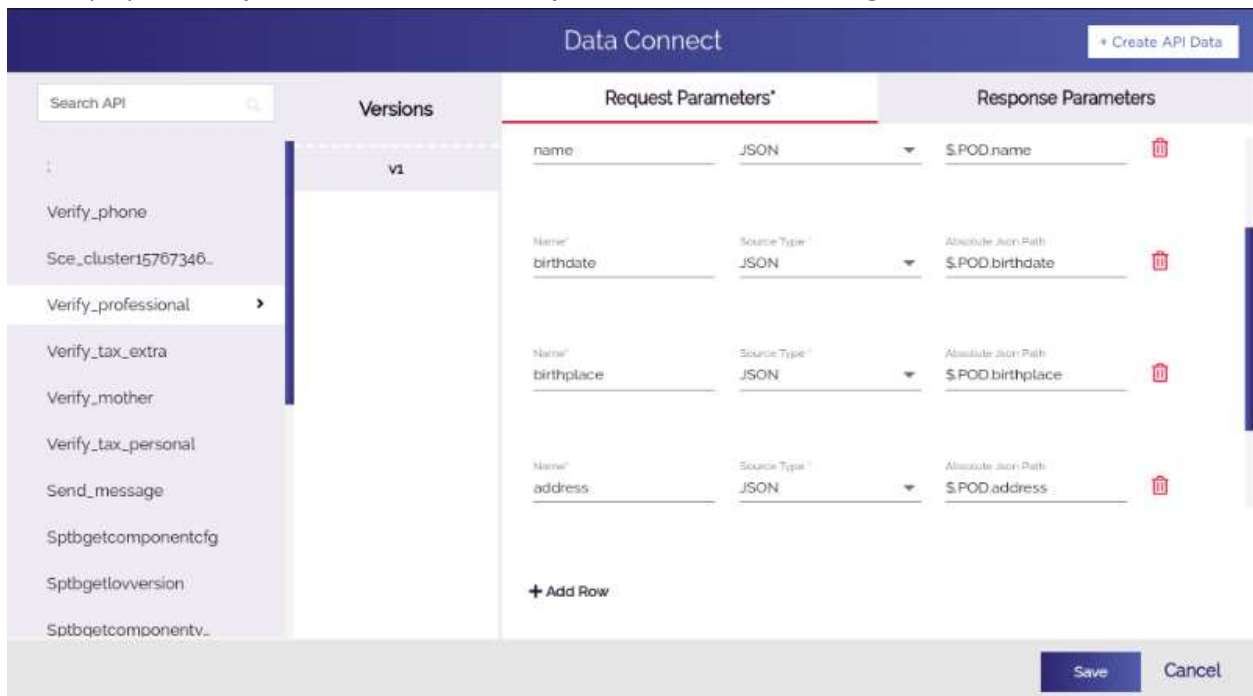 Data Connect
+ Create API Data
Search API
Versions
Request Parameters*
Response Parameters
v1
Verify_phone
Sce_cluster15767346...
Verify_professional
Verify_tax_extra
Verify_mother
Verify_tax_personal
Send_message
Sptbgetcomponentcfg
Sptbgetlovversion
Sptbgetcomponentv...
name JSON $.POD.name
Name* Source Type * Absolute Json Path
birthdate JSON $.POD.birthdate
Name* Source Type * Absolute Json Path
birthplace JSON $.POD.birthplace
Name* Source Type * Absolute Json Path
address JSON $.POD.address
+ Add Row
Save Cancel